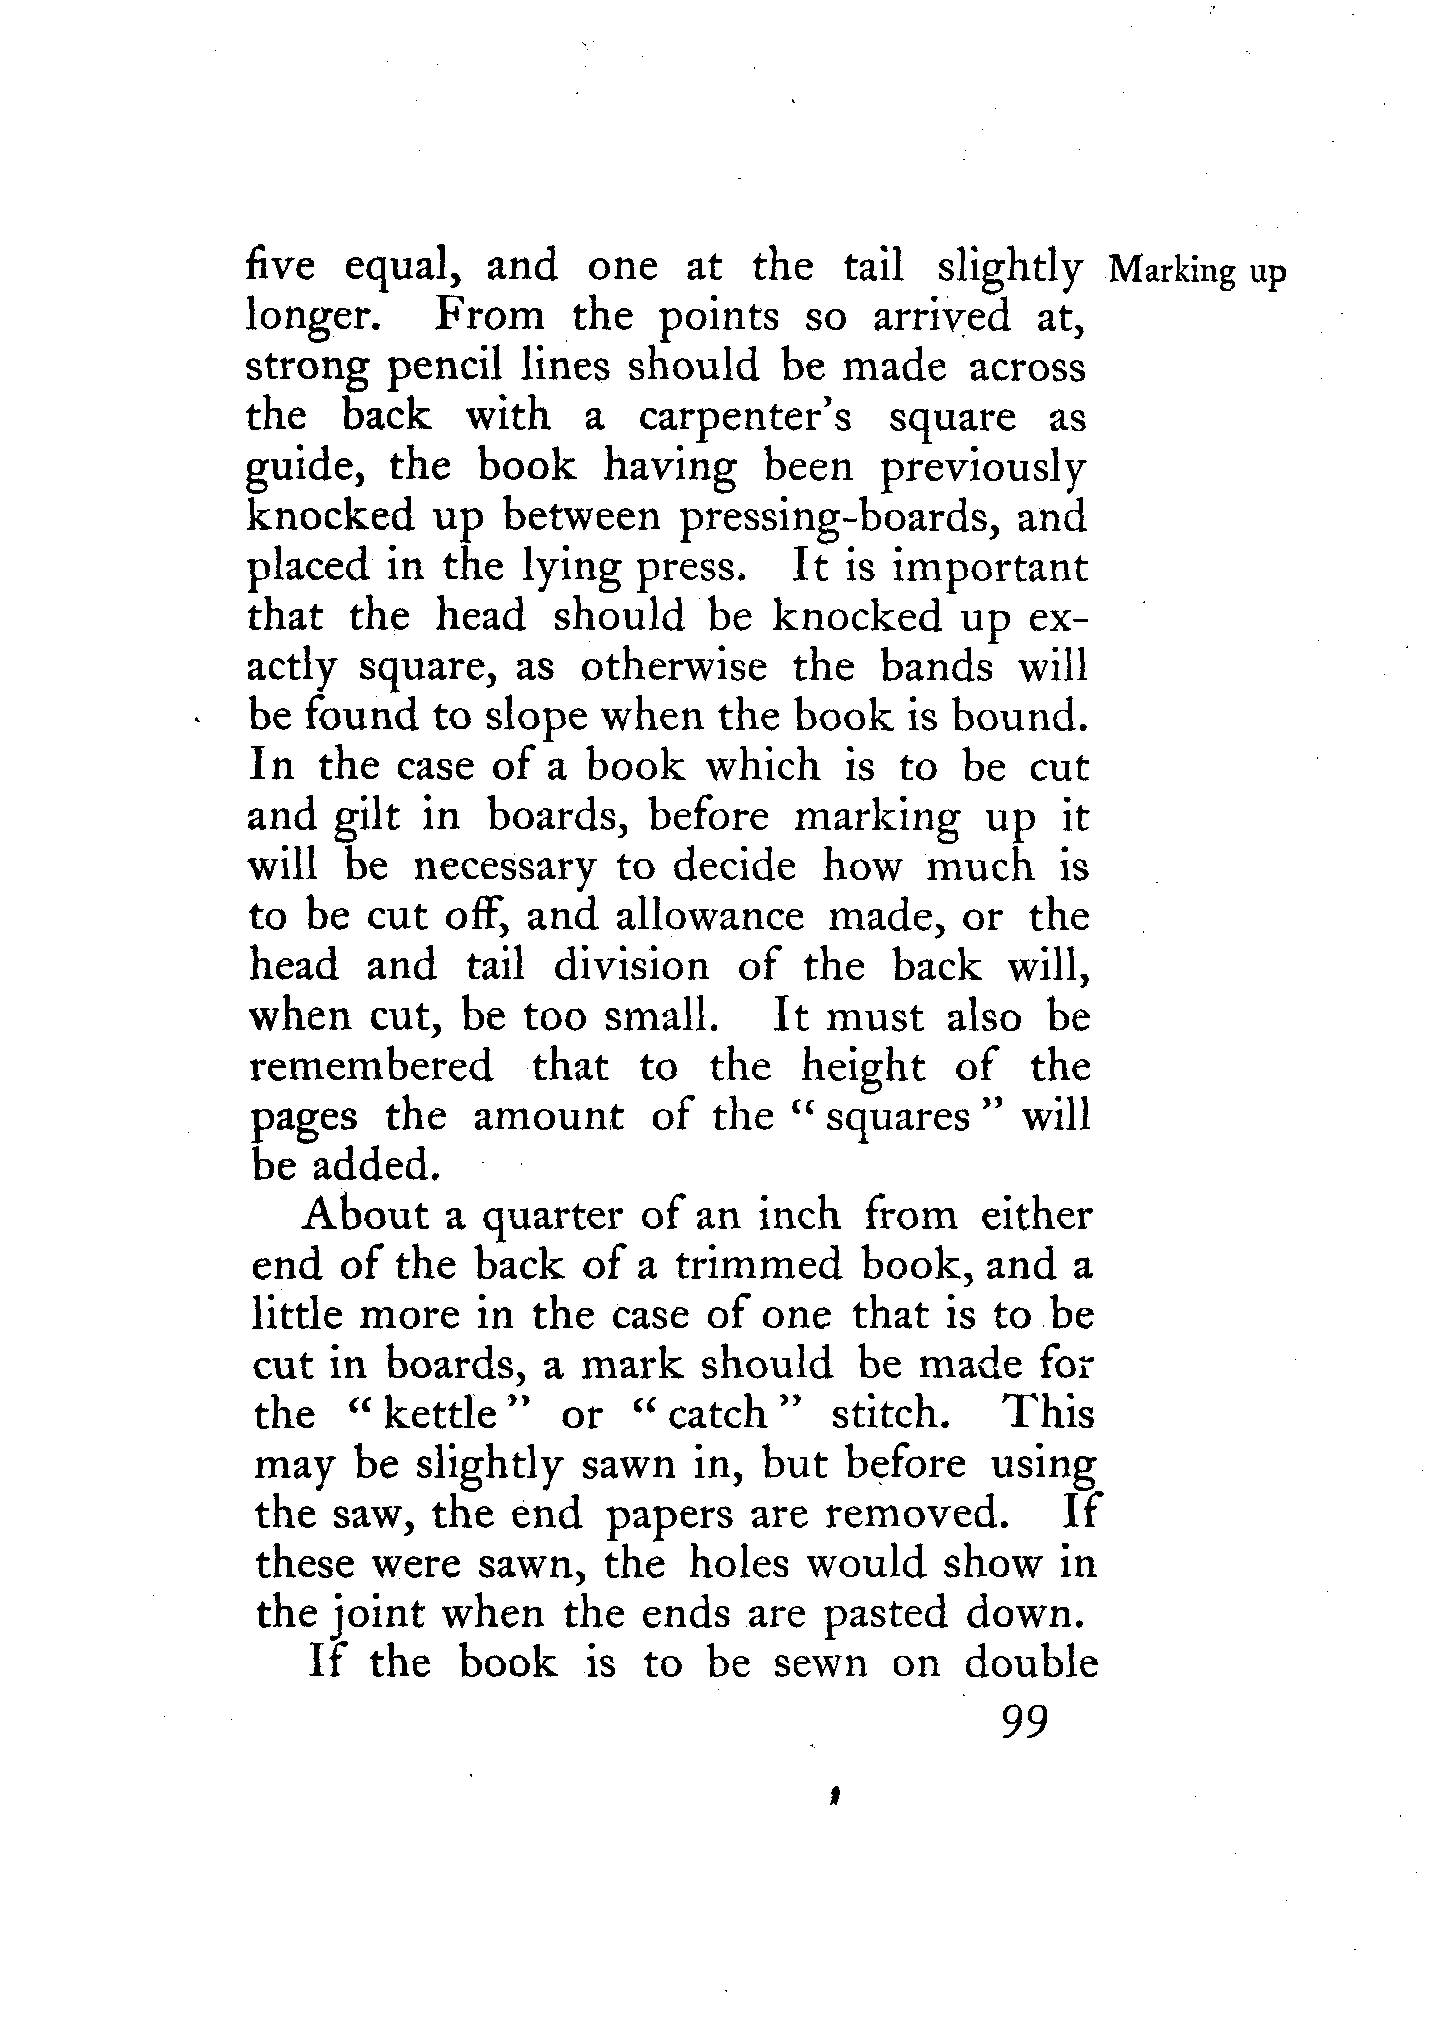 five equal, and one at the tail slightly Marking up
longer. From the points so arrived at,
strong pencil lines should be made across
the back with a carpenter's square as
guide, the book having been previously
knocked up between pressing-boards, and
placed in the lying press. It is important
that the head should be knocked up ex-
actly square, as otherwise the bands will
be found to slope when the book is bound.
In the case of a book which is to be cut
and gilt in boards, before marking up it
will be necessary to decide how much is
to be cut off, and allowance made, or the
head and tail division of the back will,
when cut, be too small. It must also be
remembered that to the height of the
pages the amount of the “squares” will
be added.
About a quarter of an inch from either
end of the back of a trimmed book, and a
little more in the case of one that is to be
cut in boards, a mark should be made for
the “kettle” or “catch” stitch. This
may be slightly sawn in, but before using
the saw, the end papers are removed. If
these were sawn, the holes would show in
the joint when the ends are pasted down.
If the book is to be sewn on double
99